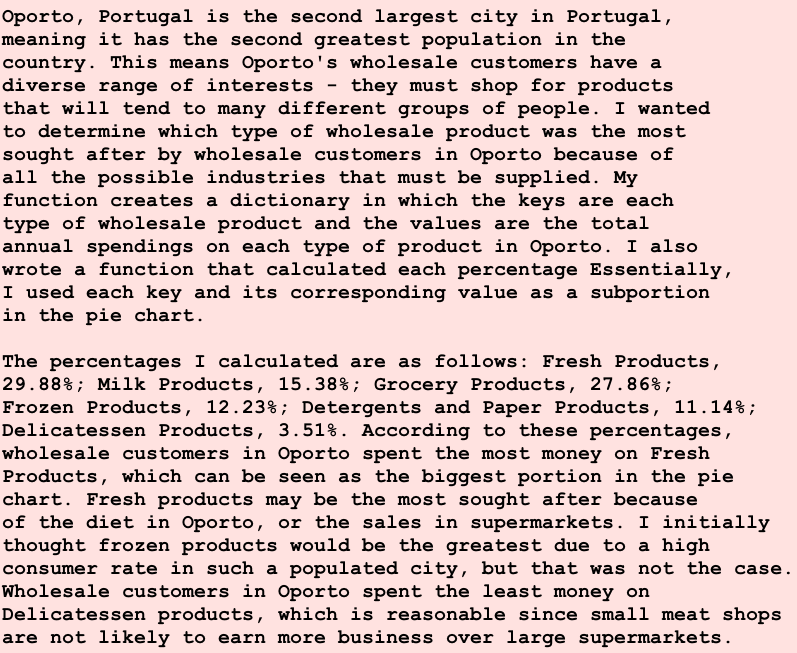 Oporto, Portugal is the second largest city in Portugal,
meaning it has the second greatest population in the
country. This means Oporto's wholesale customers have a
diverse range of interests - they must shop for products
that will tend to many different groups of people. I wanted
to determine which type of wholesale product was the most
sought after by wholesale customers in Oporto because of
all the possible industries that must be supplied. My
function creates a dictionary in which the keys are each
type of wholesale product and the values are the total
annual spendings on each type of product in Oporto. I also
wrote a function that calculated each percentage Essentially,
I used each key and its corresponding value as a subportion
in the pie chart.

The percentages I calculated are as follows: Fresh Products,
29.88%; Milk Products, 15.38%; Grocery Products, 27.86%;
Frozen Products, 12.23%; Detergents and Paper Products, 11.14%;
Delicatessen Products, 3.51%. According to these percentages,
wholesale customers in Oporto spent the most money on Fresh
Products, which can be seen as the biggest portion in the pie
chart. Fresh products may be the most sought after because
of the diet in Oporto, or the sales in supermarkets. I initially
thought frozen products would be the greatest due to a high
consumer rate in such a populated city, but that was not the case.
Wholesale customers in Oporto spent the least money on
Delicatessen products, which is reasonable since small meat shops
are not likely to earn more business over large supermarkets.